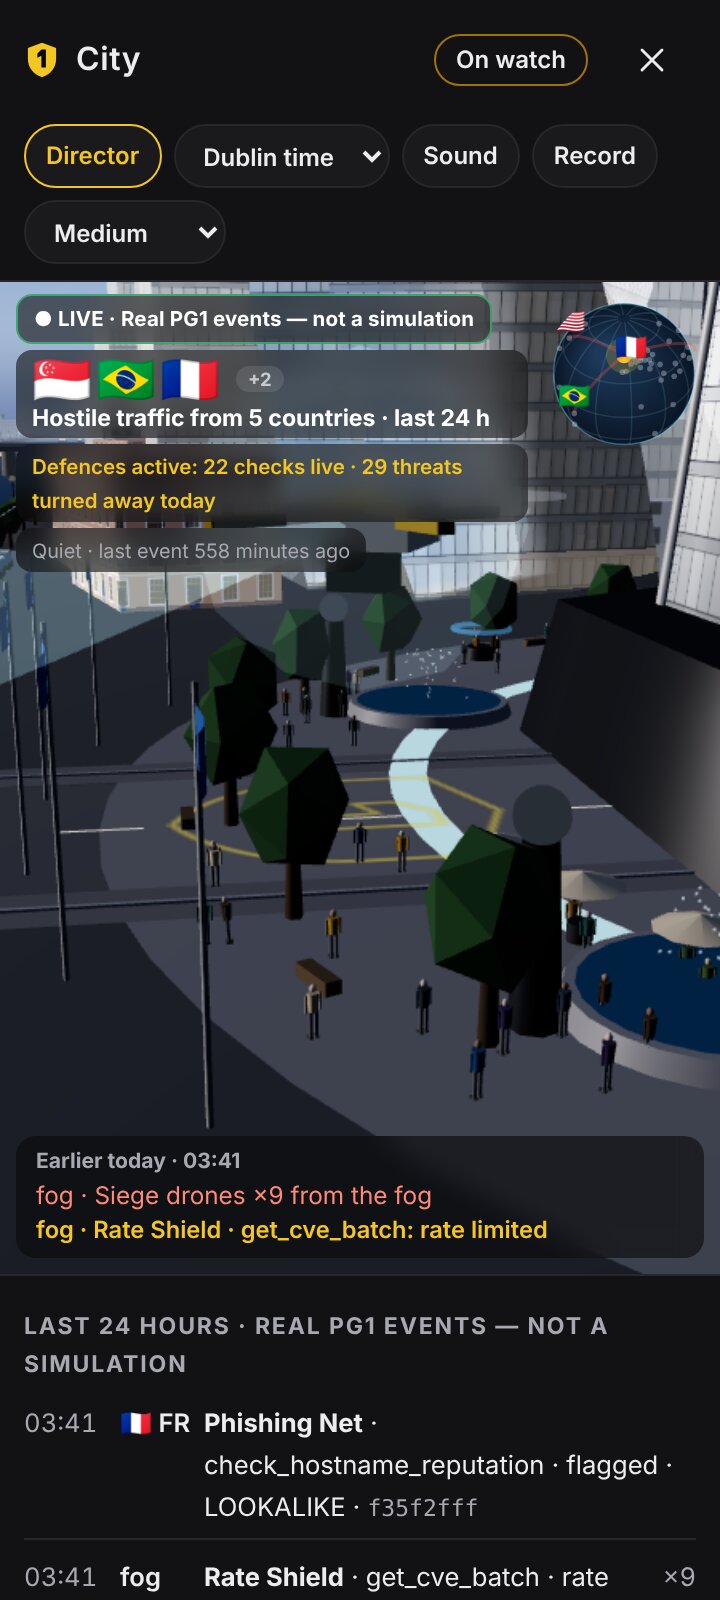 1 City On watch
Director Dublin time Sound Record
Medium
LIVE · Real PG1 events — not a simulation
+2
Hostile traffic from 5 countries · last 24 h
Defences active: 22 checks live · 29 threats
turned away today
Quiet · last event 558 minutes ago
Earlier today · 03:41
fog · Siege drones ×9 from the fog
fog · Rate Shield · get_cve_batch: rate limited
LAST 24 HOURS · REAL PG1 EVENTS — NOT A
SIMULATION
03:41 FR Phishing Net ·
check_hostname_reputation · flagged ·
LOOKALIKE · f35f2fff
03:41 fog Rate Shield · get_cve_batch · rate ×9